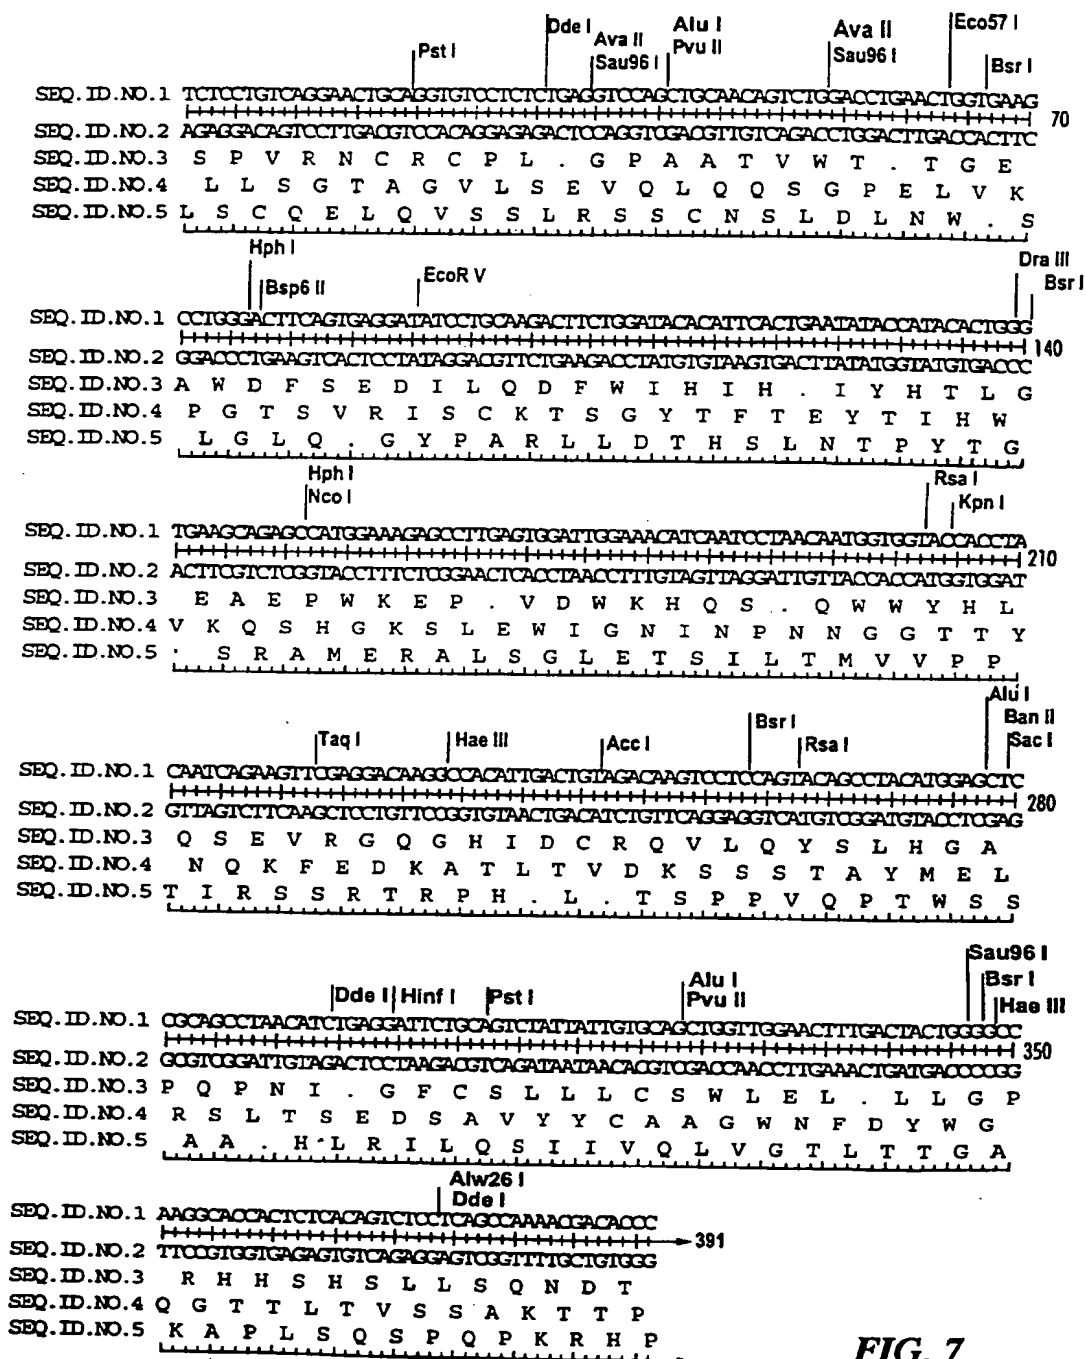 Dde I Alu I Ava II Eco57 I
Pst I Ava II Pvu II Sau96 I Bsr I
Sau96 I
SEQ.ID.NO.1 TCTCCTGTCAGGAACTGCAGGTGTCCTCTCTGAGGTCCAGCTGCAACAGTCTGGACCTGAACTGGTGAAG
70
SEQ.ID.NO.2 AGAGGACAGTCCTTGACGTCCACAGGAGAGACTCCAGGTCGACGTTGTCAGACCTGGACTTGACCACTTC
SEQ.ID.NO.3 S P V R N C R C P L . G P A A T V W T . T G E
SEQ.ID.NO.4 L L S G T A G V L S E V Q L Q Q S G P E L V K
SEQ.ID.NO.5 L S C Q E L Q V S S L R S S C N S L D L N W . S
Hph I Dra III
Bsp6 II EcoR V Bsr I
SEQ.ID.NO.1 CCTGGGACTTCAGTGAGGATATCCTGCAAGACTTCTGGATACACATTCACTGAATATACCATACACTGGG
140
SEQ.ID.NO.2 GGACCCTGAAGTCACTCCTATAGGACGTTCTGAAGACCTATGTGTAAGTGACTTATATGGTATGTGACCC
SEQ.ID.NO.3 A W D F S E D I L Q D F W I H I H . I Y H T L G
SEQ.ID.NO.4 P G T S V R I S C K T S G Y T F T E Y T I H W
SEQ.ID.NO.5 L G L Q . G Y P A R L L D T H S L N T P Y T G
Hph I Rsa I
Nco I Kpn I
SEQ.ID.NO.1 TGAAGCAGAGCCATGGAAAGAGCCTTGAGTGGATTGGAAACATCAATCCTAACAATGGTGGTACCACCTA
210
SEQ.ID.NO.2 ACTTCGTCTCGGTACCTTTCTCGGAACTCACCTAACCTTTGTAGTTAGGATTGTTACCACCATGGTGGAT
SEQ.ID.NO.3 E A E P W K E P . V D W K H Q S . Q W W Y H L
SEQ.ID.NO.4 V K Q S H G K S L E W I G N I N P N N G G T T Y
SEQ.ID.NO.5 . S R A M E R A L S G L E T S I L T M V V P P
Alu I
Taq I Hae III Acc I Bsr I Rsa I Ban II
Sac I
SEQ.ID.NO.1 CAATCAGAAGTTCGAGGACAAGGCCACATTGACTGTAGACAAGTCCTCCAGTACAGCCTACATGGAGCTC
280
SEQ.ID.NO.2 GTTAGTCTTCAAGCTCCTGTTCCGGTGTAACTGACATCTGTTCAGGAGGTCATGTCGGATGTACCTCGAG
SEQ.ID.NO.3 Q S E V R G Q G H I D C R Q V L Q Y S L H G A
SEQ.ID.NO.4 N Q K F E D K A T L T V D K S S S T A Y M E L
SEQ.ID.NO.5 T I R S S R T R P H . L . T S P P V Q P T W S S
Sau96 I
Dde I Hinf I Pst I Alu I Bsr I
Pvu II Hae III
SEQ.ID.NO.1 CGCAGCCTAACATCTGAGGATTCTGCAGTCTATTATTGTGCAGCTGGTTGGAACTTTGACTACTGGGGCC
350
SEQ.ID.NO.2 GCGTCGGATTGTAGACTCCTAAGACGTCAGATAATAACACGTCGACCAACCTTGAAACTGATGACCCCGG
SEQ.ID.NO.3 P Q P N I . G F C S L L L C S W L E L . L L G P
SEQ.ID.NO.4 R S L T S E D S A V Y Y C A A G W N F D Y W G
SEQ.ID.NO.5 A A . H L R I L Q S I I V Q L V G T L T T G A
Alw26 I
Dde I
SEQ.ID.NO.1 AAGGCACCACTCTCACAGTCTCCTCAGCCAAAACGACACCC
391
SEQ.ID.NO.2 TTCCGTGGTGAGAGTGTCAGAGGAGTCGGTTTTGCTGTGGG
SEQ.ID.NO.3 R H H S H S L L S Q N D T
SEQ.ID.NO.4 Q G T T L T V S S A K T T P
SEQ.ID.NO.5 K A P L S Q S P Q P K R H P
FIG. 7